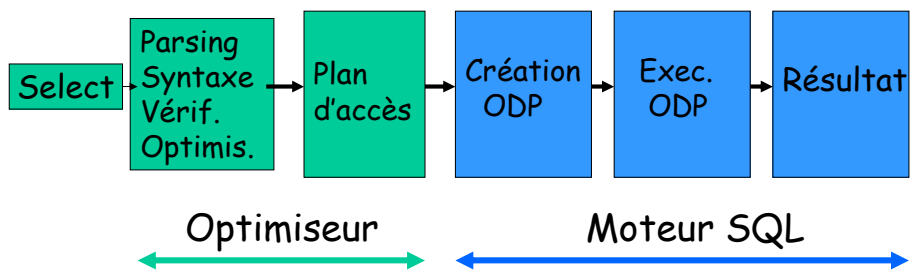 Select
Parsing
Syntaxe
Vérif.
Optimis.
Plan
d'accès
Création
ODP
Exec.
ODP
Résultat
Optimiseur
Moteur SQL